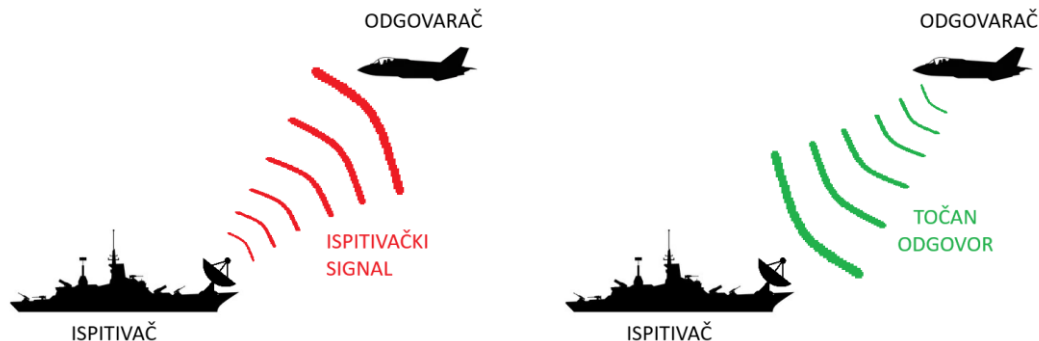 ODGOVARAČ
ISPITIVAČKI
SIGNAL
ISPITIVAČ
ODGOVARAČ
TOČAN
ODGOVOR
ISPITIVAČ